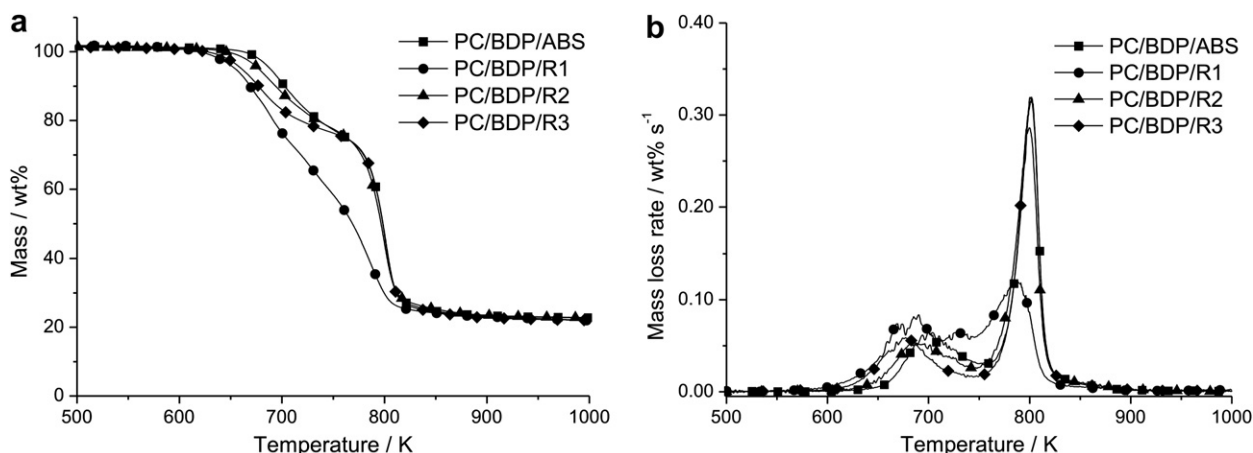 a
100
80
60
40
20
0
Mass / wt%
500 600 700 800 900 1000
Temperature / K
PC/BDP/ABS
PC/BDP/R1
PC/BDP/R2
PC/BDP/R3
b
0.40
0.30
0.20
0.10
0.00
Mass loss rate / wt% s⁻¹
500 600 700 800 900 1000
Temperature / K
PC/BDP/ABS
PC/BDP/R1
PC/BDP/R2
PC/BDP/R3